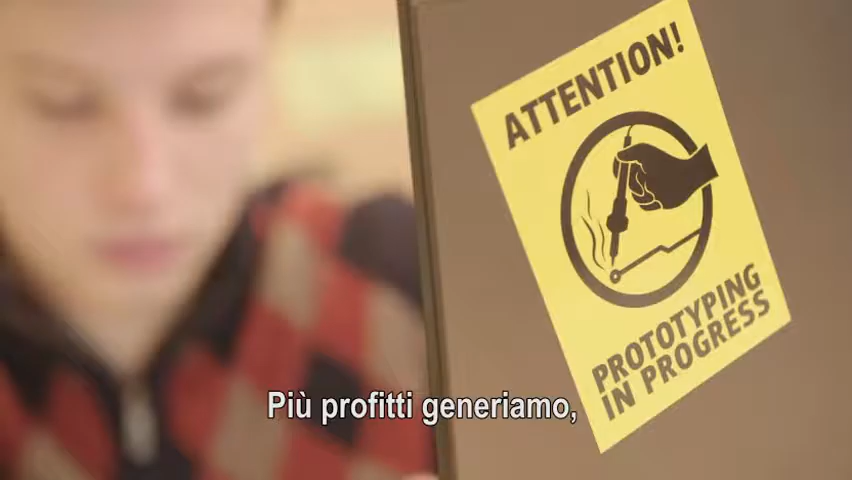 ATTENTION!
PROTOTYPING
IN PROGRESS
Più profitti generiamo,